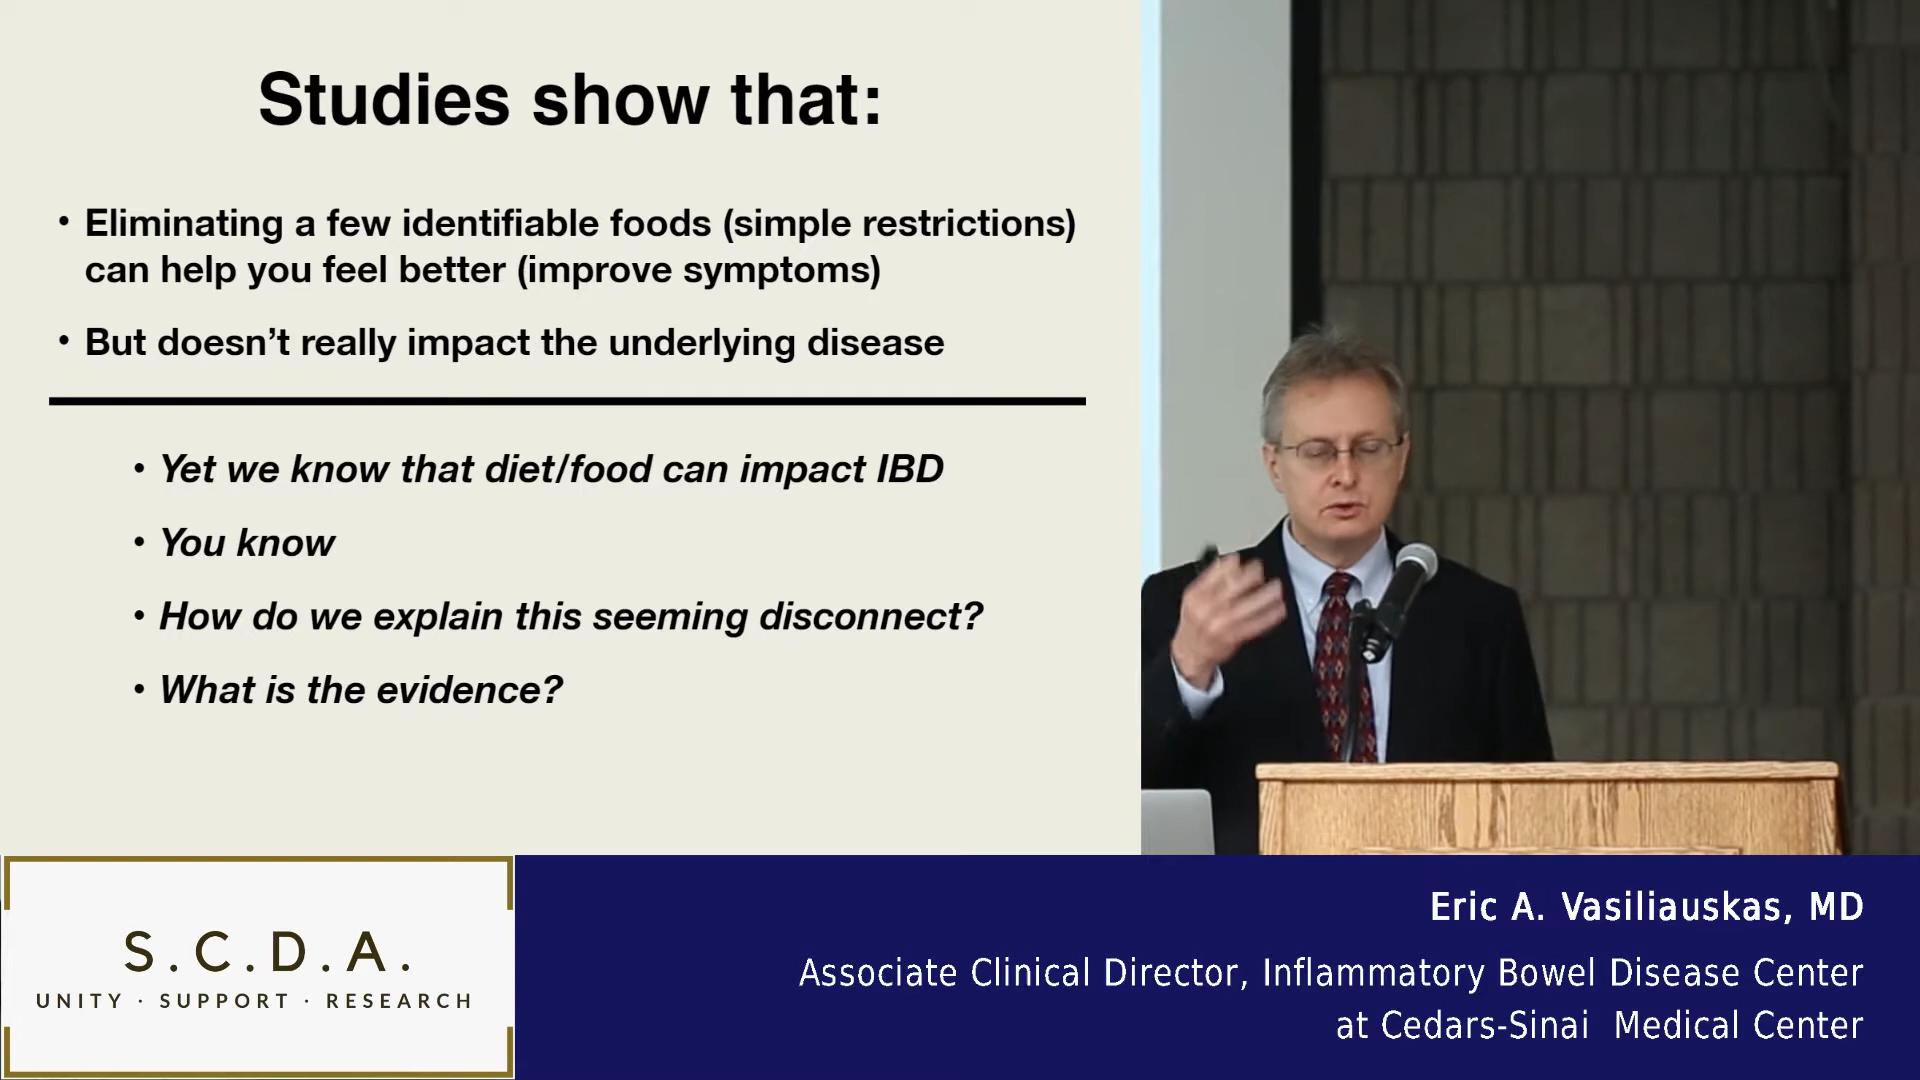 Studies show that:
• Eliminating a few identifiable foods (simple restrictions)
can help you feel better (improve symptoms)
• But doesn’t really impact the underlying disease
• Yet we know that diet/food can impact IBD
• You know
• How do we explain this seeming disconnect?
• What is the evidence?
S.C.D.A.
UNITY · SUPPORT · RESEARCH
Eric A. Vasiliauskas, MD
Associate Clinical Director, Inflammatory Bowel Disease Center
at Cedars-Sinai Medical Center